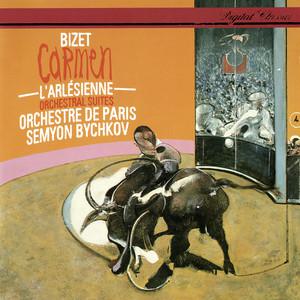 Digital Classics
BIZET
Carmen
L'ARLÉSIENNE
ORCHESTRAL SUITES
ORCHESTRE DE PARIS
SEMYON BYCHKOV